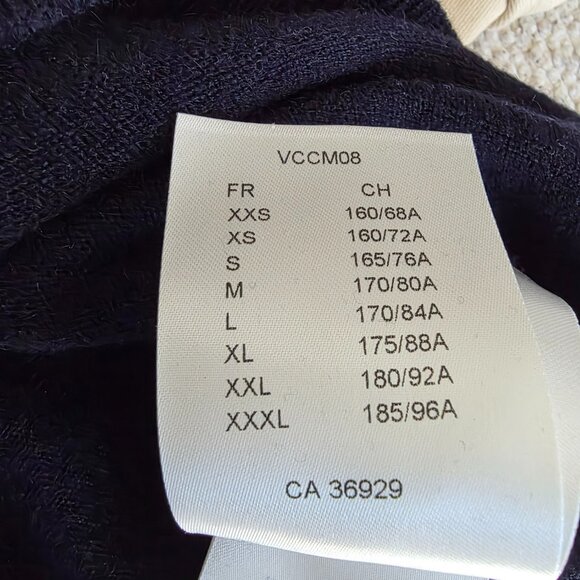 VCCM08
FR CH
XXS 160/68A
XS 160/72A
S 165/76A
M 170/80A
L 170/84A
XL 175/88A
XXL 180/92A
XXXL 185/96A
CA 36929